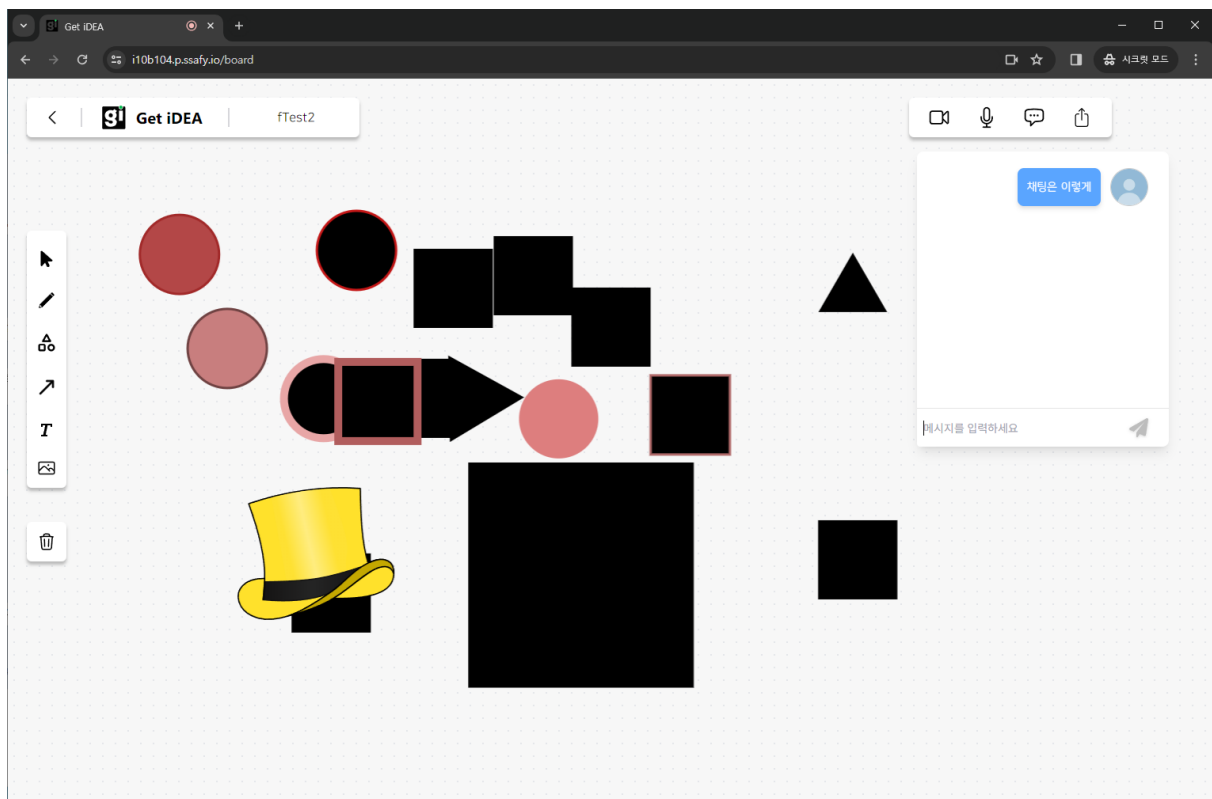 Get iDEA
i10b104.p.ssafy.io/board
시크릿 모드
gi Get iDEA
fTest2
채팅은 이렇게
T
메시지를 입력하세요